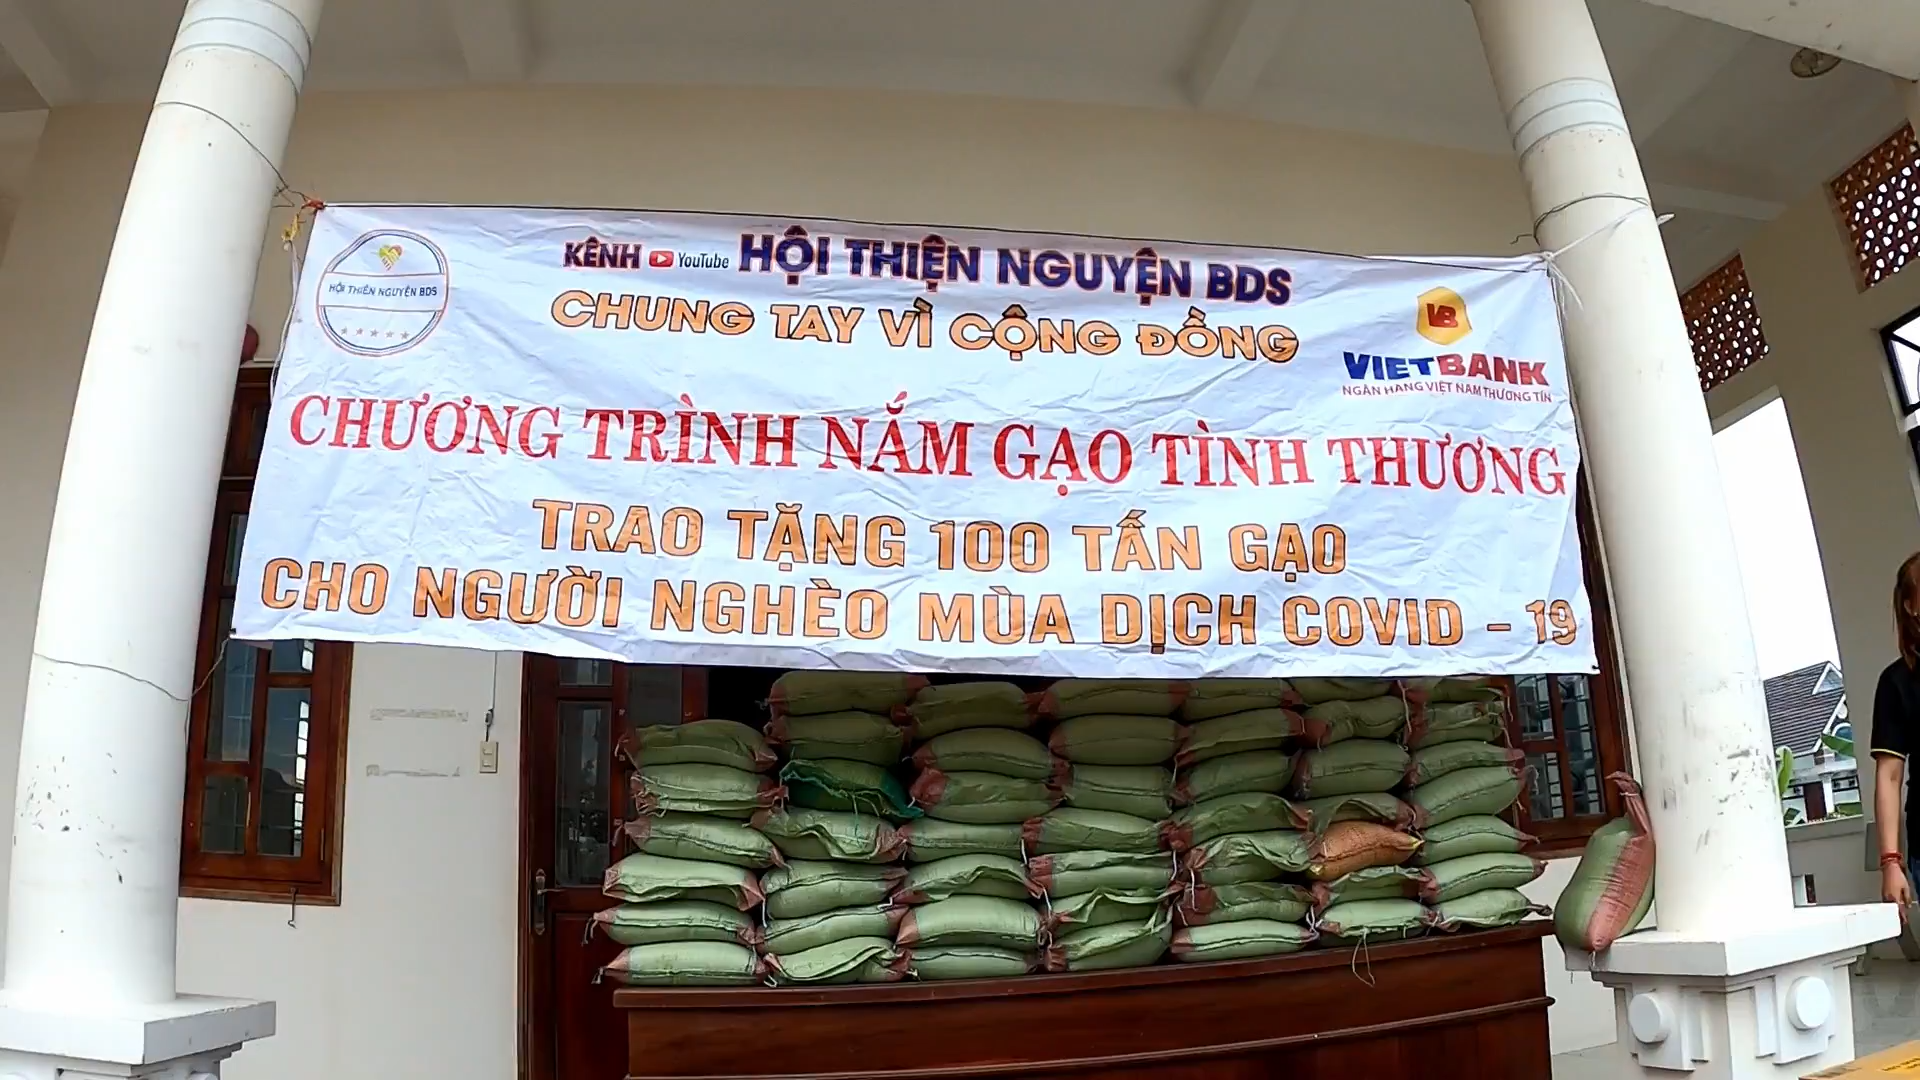 KÊNH YouTube HỘI THIỆN NGUYỆN BDS
HỘI THIÊN NGUYỆN BDS
CHUNG TAY VÌ CỘNG ĐỒNG
VB
VIETBANK
NGÂN HÀNG VIỆT NAM THƯƠNG TÍN
CHƯƠNG TRÌNH NẮM GẠO TÌNH THƯƠNG
TRAO TẶNG 100 TẤN GẠO
CHO NGƯỜI NGHÈO MÙA DỊCH COVID – 19